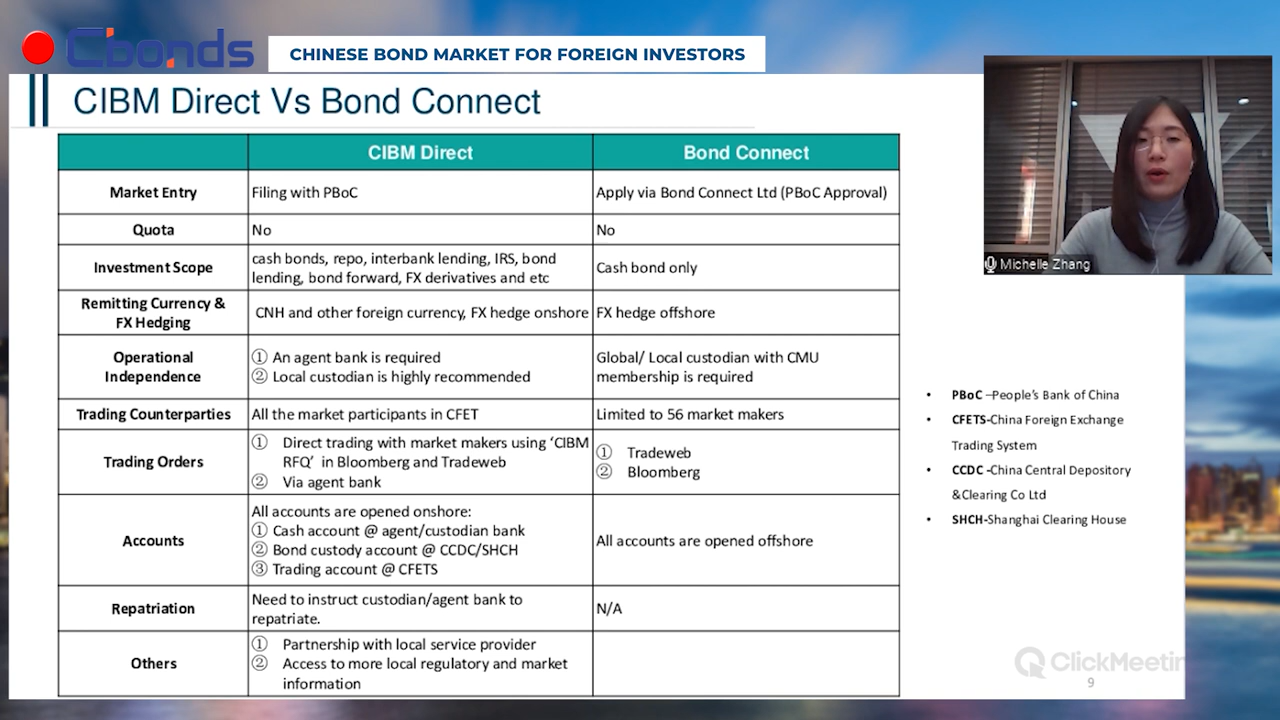 Cbonds
CHINESE BOND MARKET FOR FOREIGN INVESTORS
CIBM Direct Vs Bond Connect
CIBM Direct
Bond Connect
Market Entry
Filing with PBoC
Apply via Bond Connect Ltd (PBoC Approval)
Quota
No
No
Investment Scope
cash bonds, repo, interbank lending, IRS, bond
lending, bond forward, FX derivatives and etc
Cash bond only
Remitting Currency &
FX Hedging
CNH and other foreign currency, FX hedge onshore
FX hedge offshore
Operational
Independence
① An agent bank is required
② Local custodian is highly recommended
Global/ Local custodian with CMU
membership is required
Trading Counterparties
All the market participants in CFET
Limited to 56 market makers
Trading Orders
① Direct trading with market makers using ‘CIBM
RFQ’ in Bloomberg and Tradeweb
② Via agent bank
① Tradeweb
② Bloomberg
Accounts
All accounts are opened onshore:
① Cash account @ agent/custodian bank
② Bond custody account @ CCDC/SHCH
③ Trading account @ CFETS
All accounts are opened offshore
Repatriation
Need to instruct custodian/agent bank to
repatriate.
N/A
Others
① Partnership with local service provider
② Access to more local regulatory and market
information
Michelle Zhang
• PBoC –People’s Bank of China
• CFETS-China Foreign Exchange
Trading System
• CCDC -China Central Depository
&Clearing Co Ltd
• SHCH-Shanghai Clearing House
ClickMeetin
9